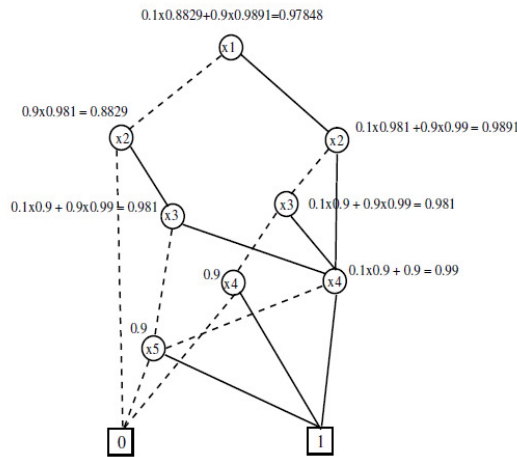 0.1x0.8829+0.9x0.9891=0.97848
x1
0.9x0.981 = 0.8829
x2
x2
0.1x0.981 +0.9x0.99 = 0.9891
0.1x0.9 + 0.9x0.99 = 0.981
x3
x3
0.1x0.9 + 0.9x0.99 = 0.981
0.9
x4
x4
0.1x0.9 + 0.9 = 0.99
0.9
x5
0
1